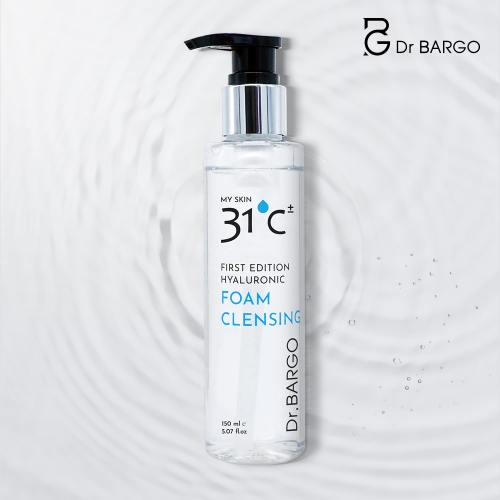 Dr BARGO
MY SKIN
31°C±
FIRST EDITION
HYALURONIC
FOAM
CLENSING
Dr.BARGO
150 ml ℮
5.07 fl.oz